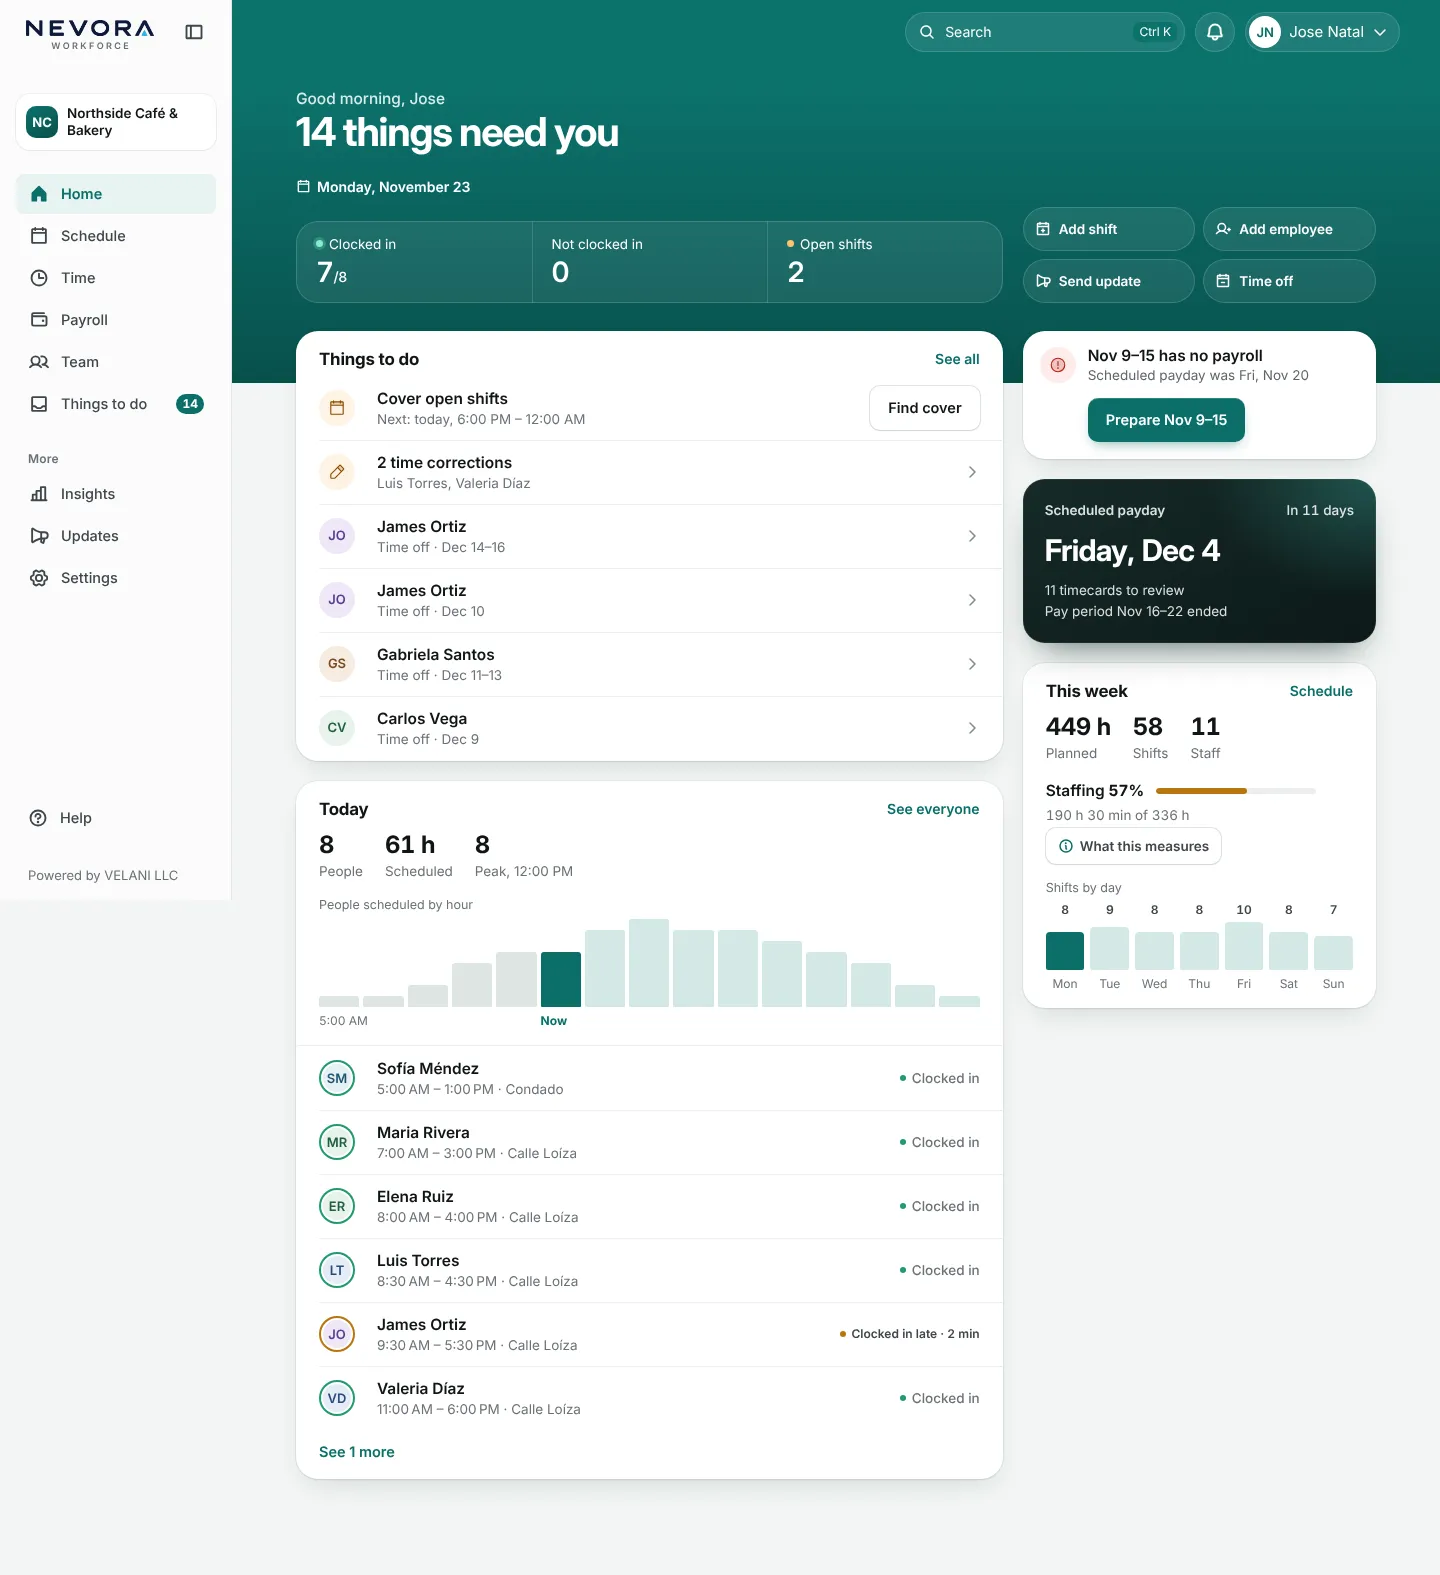 NEVORA
WORKFORCE
Search
Ctrl K
JN
Jose Natal
NC
Northside Café &
Bakery
Home
Schedule
Time
Payroll
Team
Things to do
14
More
Insights
Updates
Settings
Help
Powered by VELANI LLC
Good morning, Jose
14 things need you
Monday, November 23
Clocked in
7/8
Not clocked in
0
Open shifts
2
Add shift
Add employee
Send update
Time off
Things to do
See all
Cover open shifts
Next: today, 6:00 PM – 12:00 AM
Find cover
2 time corrections
Luis Torres, Valeria Díaz
JO
James Ortiz
Time off · Dec 14–16
JO
James Ortiz
Time off · Dec 10
GS
Gabriela Santos
Time off · Dec 11–13
CV
Carlos Vega
Time off · Dec 9
Nov 9–15 has no payroll
Scheduled payday was Fri, Nov 20
Prepare Nov 9–15
Scheduled payday
In 11 days
Friday, Dec 4
11 timecards to review
Pay period Nov 16–22 ended
This week
Schedule
449 h
58
11
Planned
Shifts
Staff
Staffing 57%
190 h 30 min of 336 h
What this measures
Shifts by day
8 9 8 8 10 8 7
Mon Tue Wed Thu Fri Sat Sun
Today
See everyone
8
61 h
8
People
Scheduled
Peak, 12:00 PM
People scheduled by hour
5:00 AM
Now
SM
Sofía Méndez
5:00 AM – 1:00 PM · Condado
Clocked in
MR
Maria Rivera
7:00 AM – 3:00 PM · Calle Loíza
Clocked in
ER
Elena Ruiz
8:00 AM – 4:00 PM · Calle Loíza
Clocked in
LT
Luis Torres
8:30 AM – 4:30 PM · Calle Loíza
Clocked in
JO
James Ortiz
9:30 AM – 5:30 PM · Calle Loíza
Clocked in late · 2 min
VD
Valeria Díaz
11:00 AM – 6:00 PM · Calle Loíza
Clocked in
See 1 more